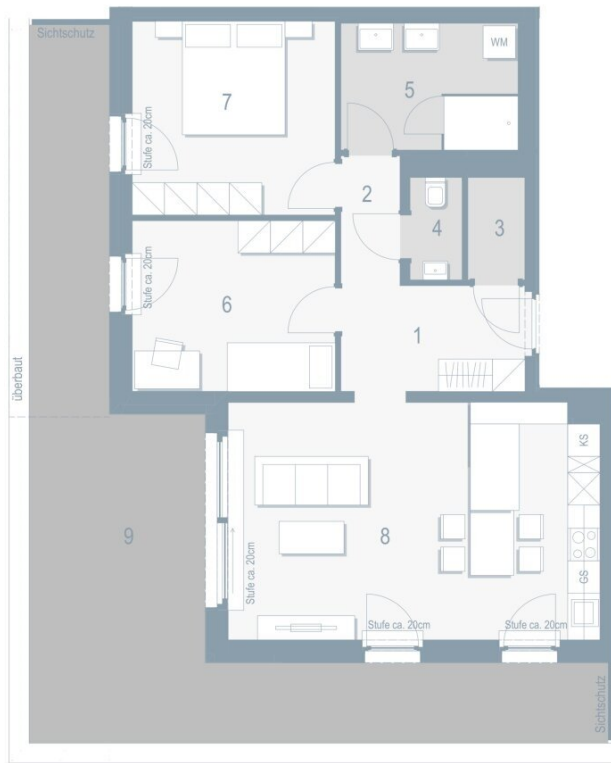 Sichtschutz
WM
5
7
Stufe ca. 20cm
2
4
3
Stufe ca. 20cm
6
1
überbaut
KS
9
8
GS
Stufe ca. 20cm
Stufe ca. 20cm
Stufe ca. 20cm
Sichtschutz